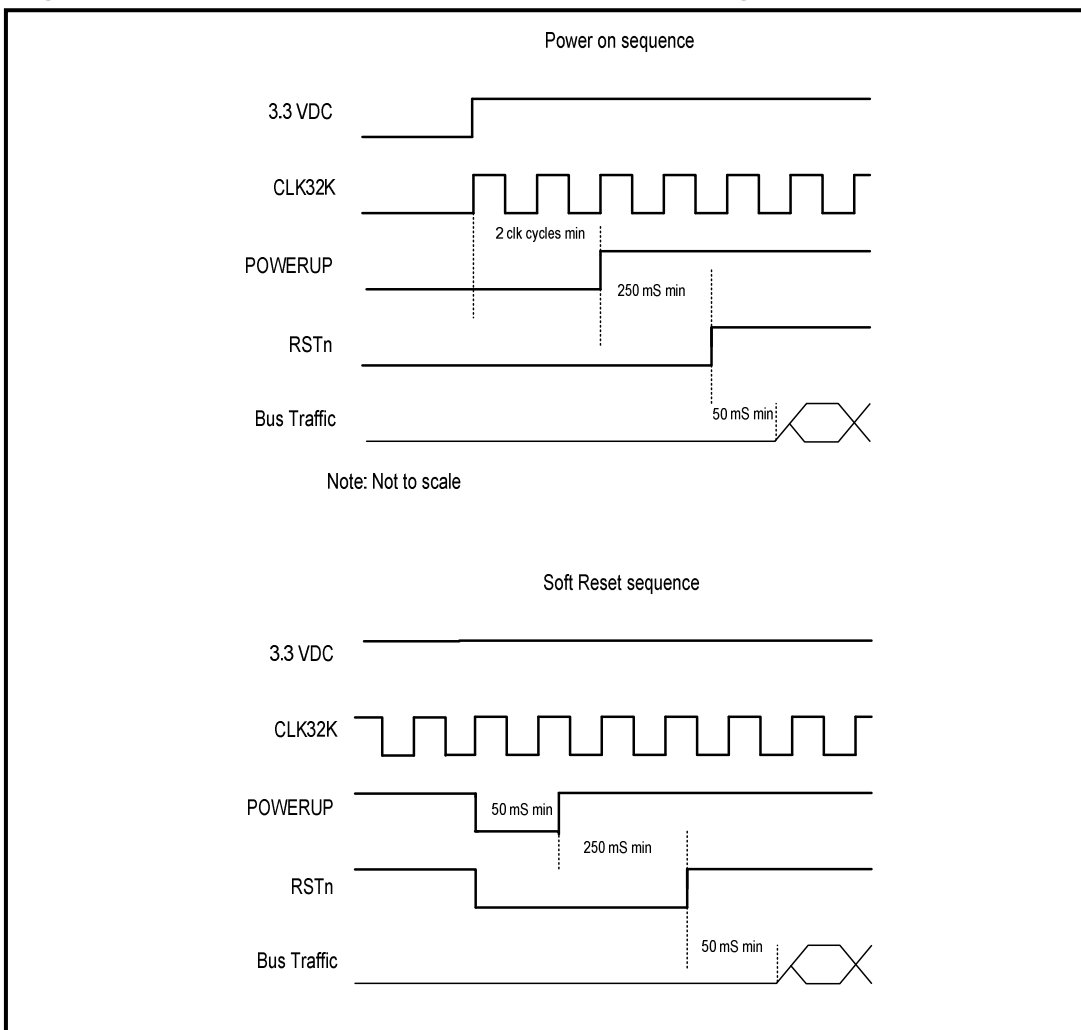 Power on sequence
3.3 VDC
CLK32K
2 clk cycles min
POWERUP
250 mS min
RSTn
50 mS min
Bus Traffic
Note: Not to scale
Soft Reset sequence
3.3 VDC
CLK32K
POWERUP
50 mS min
250 mS min
RSTn
50 mS min
Bus Traffic